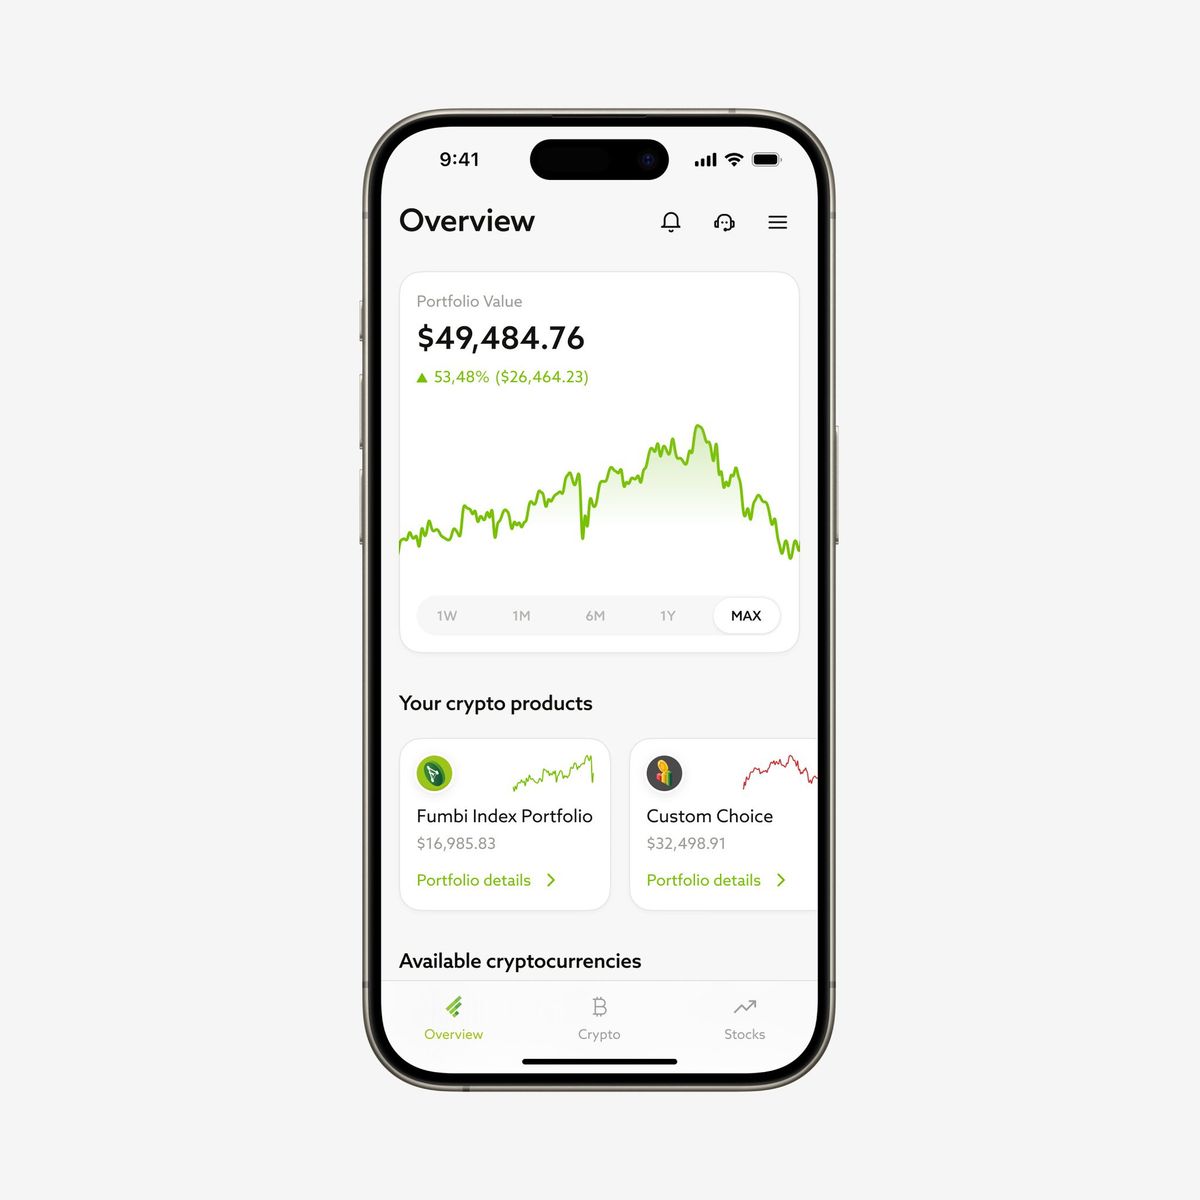 9:41
Overview
Portfolio Value
$49,484.76
▲ 53,48% ($26,464.23)
1W 1M 6M 1Y MAX
Your crypto products
Fumbi Index Portfolio
$16,985.83
Portfolio details >
Custom Choice
$32,498.91
Portfolio details >
Available cryptocurrencies
Overview Crypto Stocks